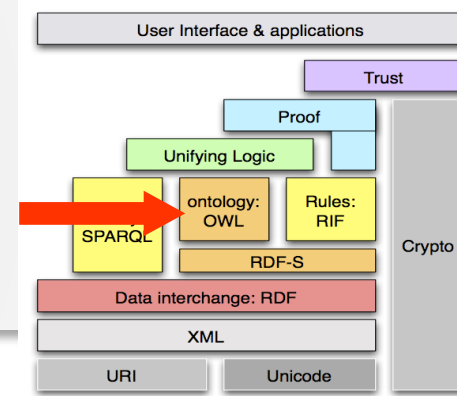 User Interface & applications
Trust
Proof
Unifying Logic
ontology:
OWL
Rules:
RIF
SPARQL
Crypto
RDF-S
Data interchange: RDF
XML
URI
Unicode